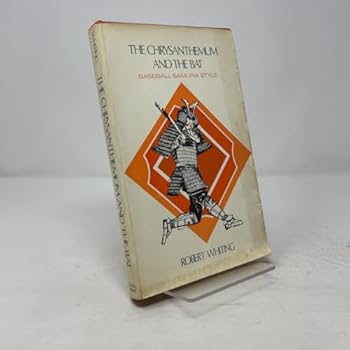 THE CHRYSANTHEMUM
AND THE BAT
BASEBALL SAMURAI STYLE
ROBERT WHITING
THE CHRYSANTHEMUM AND THE BAT